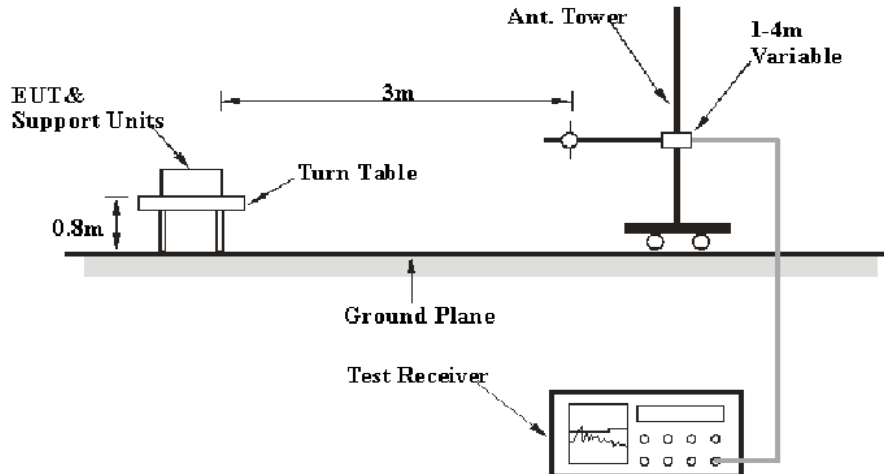 Ant. Tower
1-4m
Variable
3m
EUT&
Support Units
Turn Table
0.8m
Ground Plane
Test Receiver